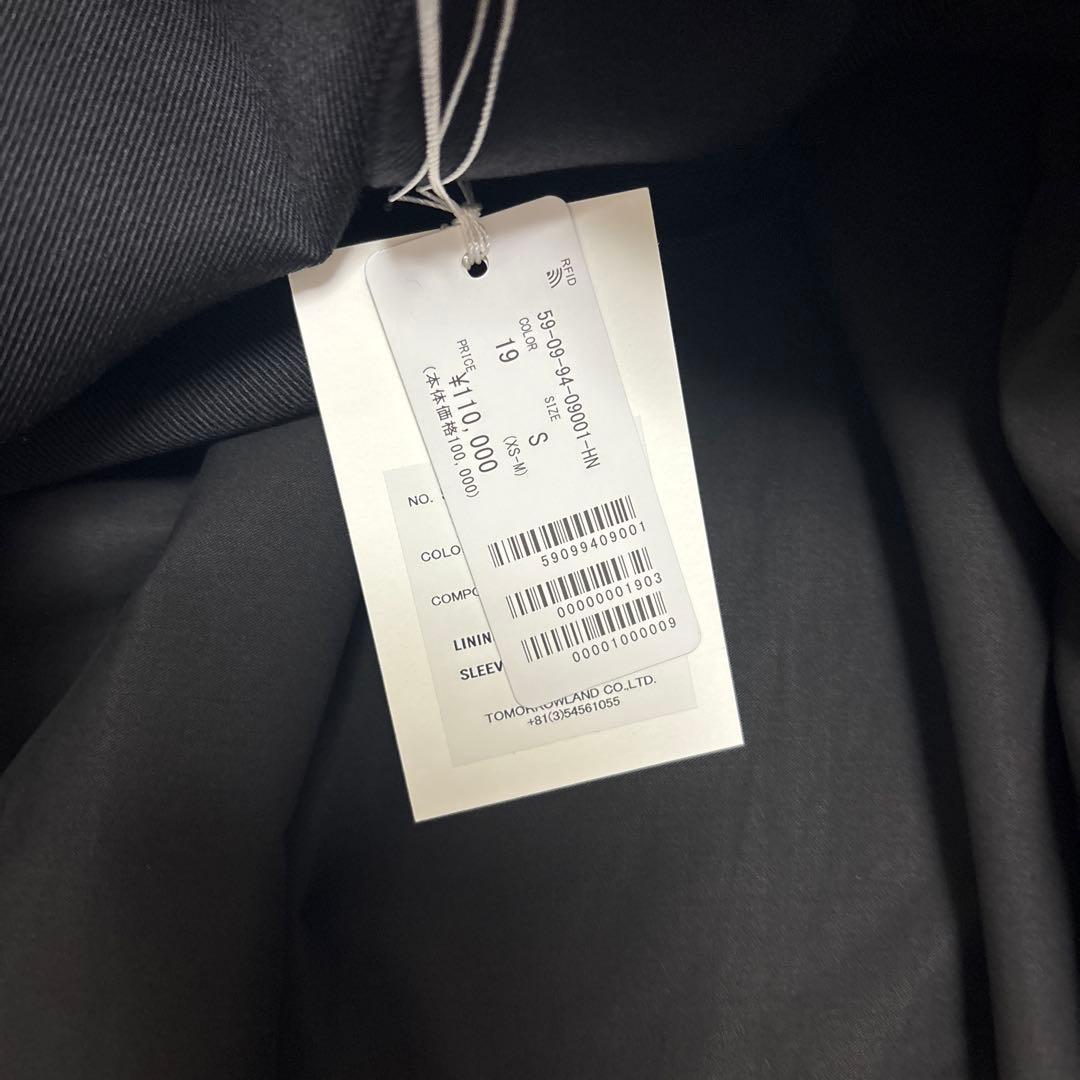 RFID
59-09-94-09001-HN
COLOR
SIZE
19
S
(XS-M)
PRICE
¥110,000
(本体価格100,000)
59099409001
00000001903
00001000009
NO.
COLO
COMPO
LININ
SLEEV
TOMORROWLAND CO.,LTD.
+81(3)54561055